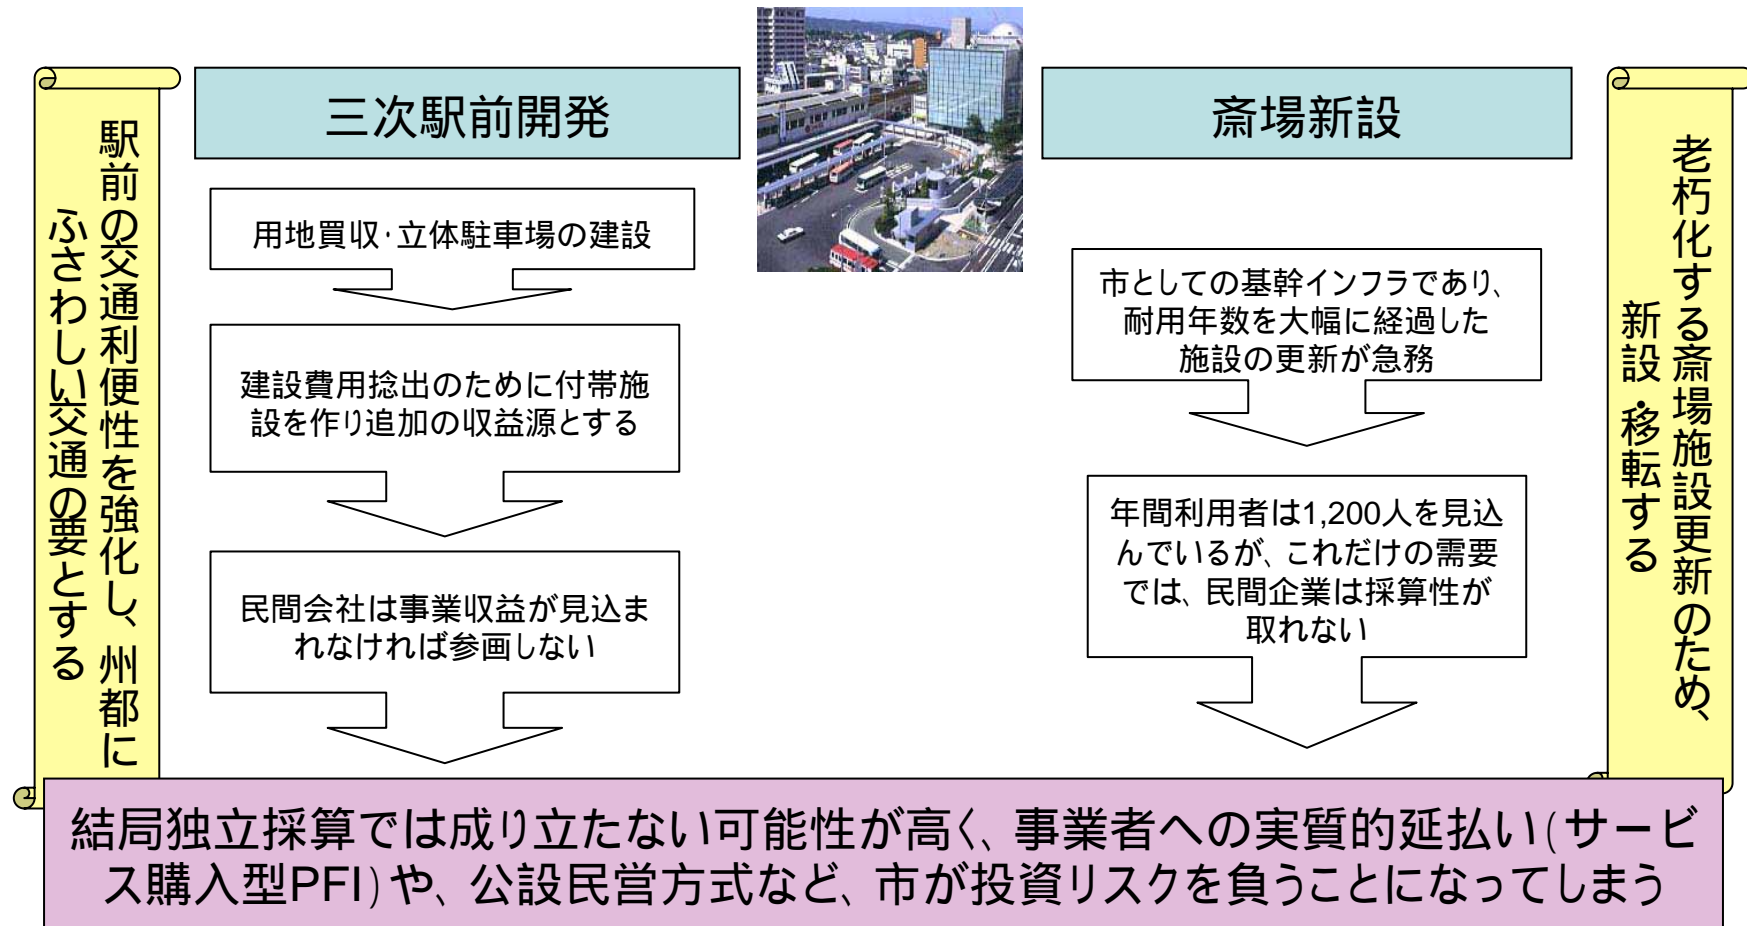 駅前の交通利便性を強化し、州都に
ふさわしい交通の要とする
三次駅前開発
用地買収・立体駐車場の建設
建設費用捻出のために付帯施
設を作り追加の収益源とする
民間会社は事業収益が見込ま
れなければ参画しない
斎場新設
市としての基幹インフラであり、
耐用年数を大幅に経過した
施設の更新が急務
年間利用者は1,200人を見込
んでいるが、これだけの需要
では、民間企業は採算性が
取れない
老朽化する斎場施設更新のため、
新設・移転する
結局独立採算では成り立たない可能性が高く、事業者への実質的延払い(サービ
ス購入型PFI)や、公設民営方式など、市が投資リスクを負うことになってしまう